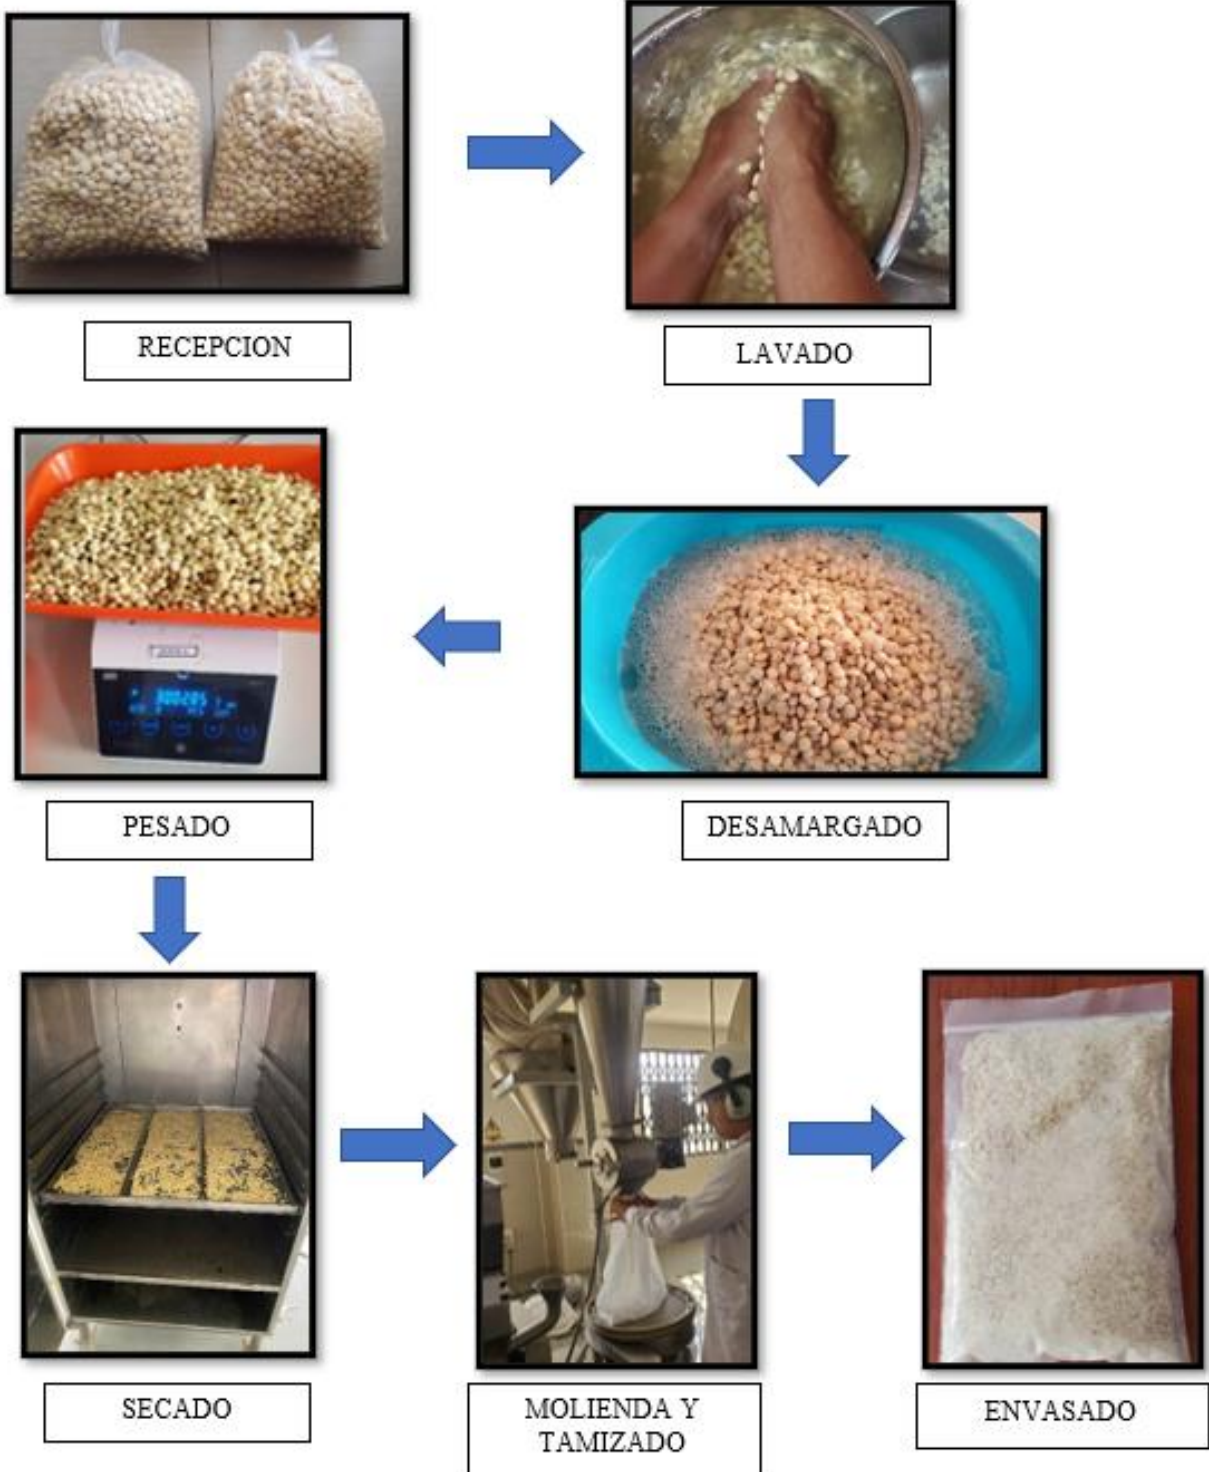 RECEPCION
LAVADO
PESADO
DESAMARGADO
SECADO
MOLIENDA Y
TAMIZADO
ENVASADO